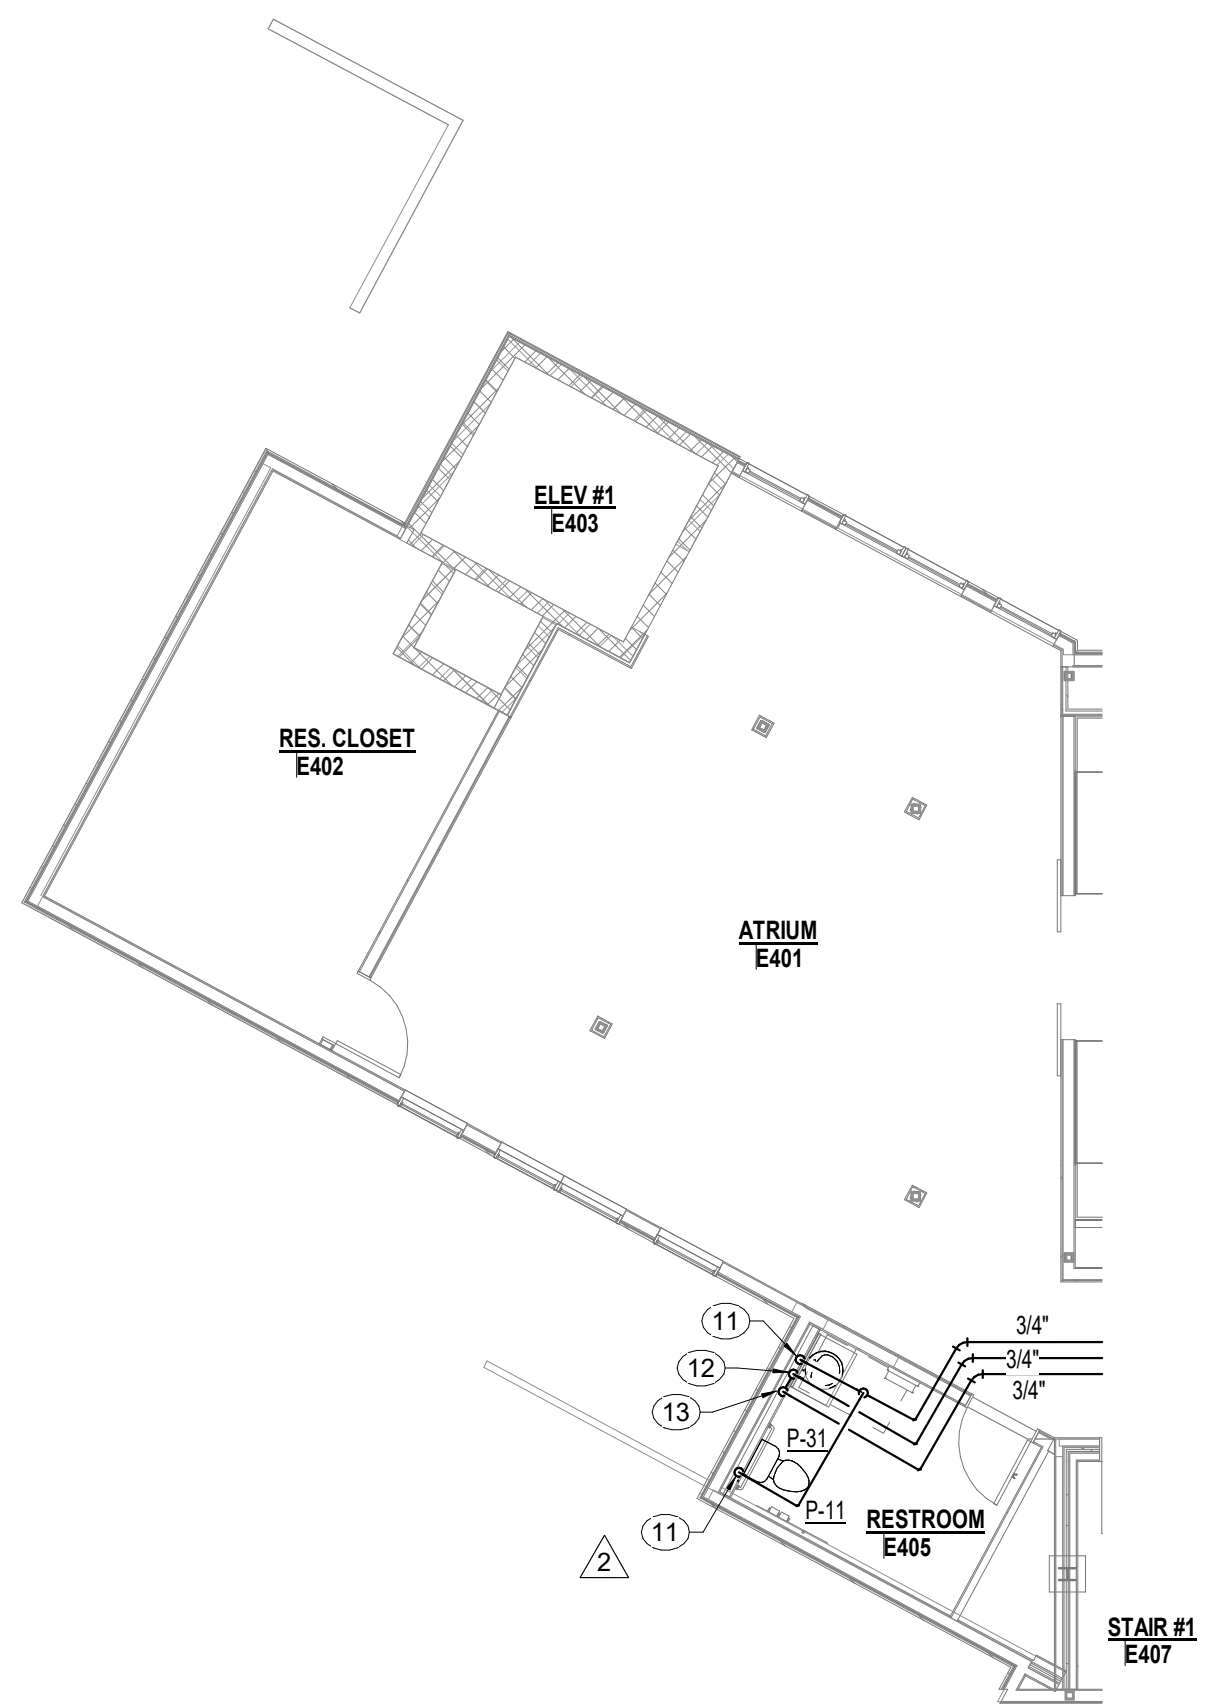 ELEV #1
E403
RES. CLOSET
E402
ATRIUM
E401
11
3/4"
12
3/4"
13
3/4"
P-31
P-11
11
RESTROOM
E405
2
STAIR #1
E407